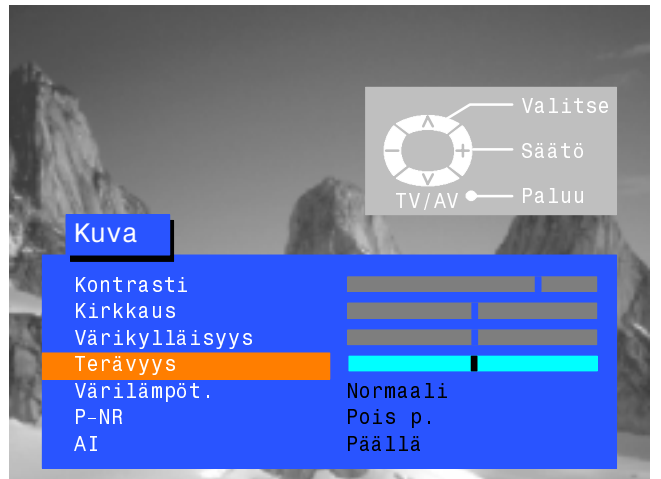 Valitse
Säätö
TV/AV Paluu
Kuva
Kontrasti
Kirkkaus
Värikylläisyys
Terävyys
Värilämpöt. Normaali
P-NR Pois p.
AI Päällä